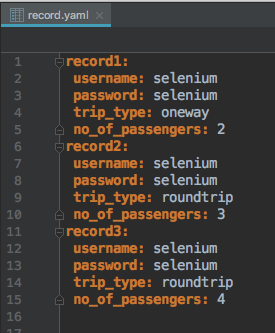 record.yaml
1 record1:
2 username: selenium
3 password: selenium
4 trip_type: oneway
5 no_of_passengers: 2
6 record2:
7 username: selenium
8 password: selenium
9 trip_type: roundtrip
10 no_of_passengers: 3
11 record3:
12 username: selenium
13 password: selenium
14 trip_type: roundtrip
15 no_of_passengers: 4
16
17